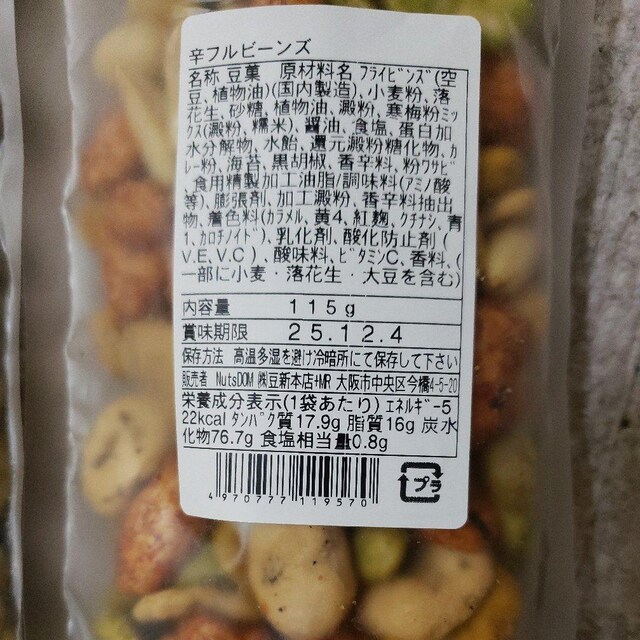 辛フルビーンズ
名称 豆菓 原材料名 フライビンズ(空
豆、植物油)(国内製造)、小麦粉、落
花生、砂糖、植物油、澱粉、寒梅粉ミッ
クス(澱粉、糯米)、醤油、食塩、蛋白加
水分解物、水飴、還元澱粉糖化物、カ
レー粉、海苔、黒胡椒、香辛料、粉ワサビ
、食用精製加工油脂/調味料(アミノ酸
等)、膨張剤、加工澱粉、香辛料抽出
物、着色料(カラメル、黄4、紅麹、クチナシ、青
1、カロチノイド)、乳化剤、酸化防止剤(
V.E、V.C)、酸味料、ビタミンC、香料、(
一部に小麦・落花生・大豆を含む)
内容量 115g
賞味期限 25.12.4
保存方法 高温多湿を避け冷暗所にて保存して下さい
販売者 NutsDOM ㈱豆新本店+MR 大阪市中央区今橋4-5-20
栄養成分表示(1袋あたり) エネルギー5
22kcal タンパク質17.9g 脂質16g 炭水
化物76.7g 食塩相当量0.8g
4970777119570
プラ